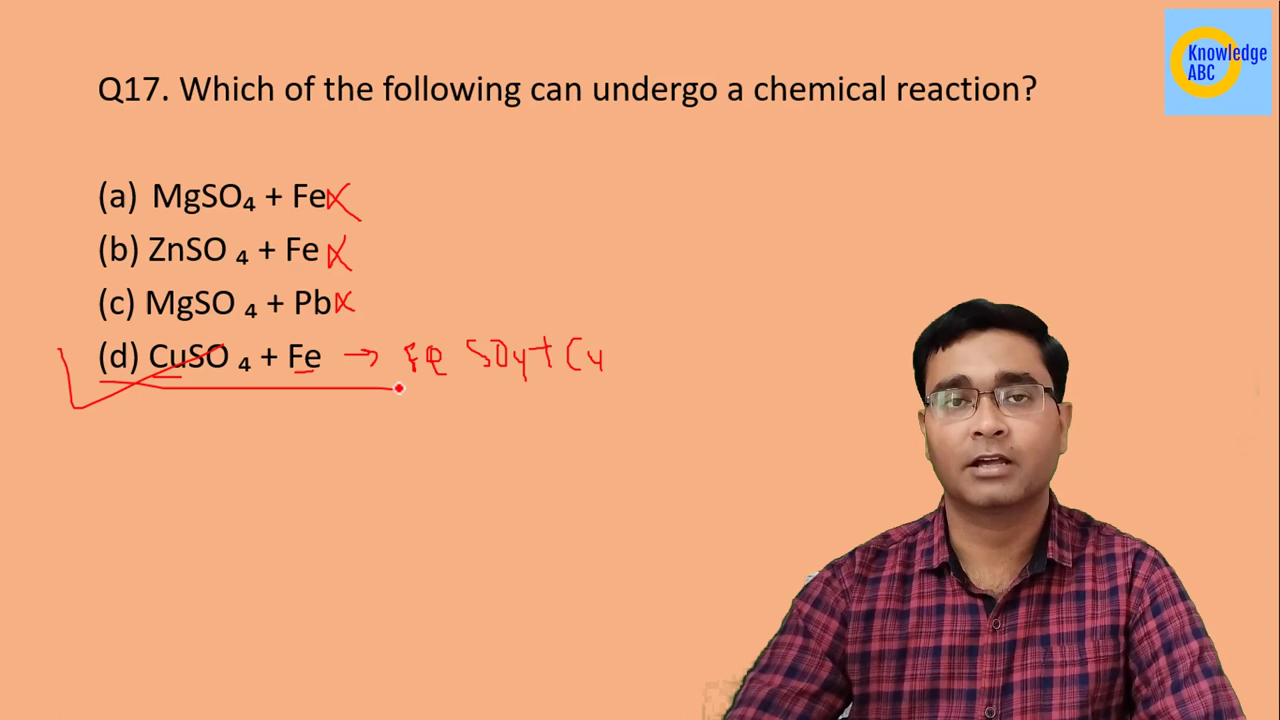 Knowledge
ABC
Q17. Which of the following can undergo a chemical reaction?
(a) MgSO₄ + Fe
(b) ZnSO ₄ + Fe
(c) MgSO ₄ + Pb
(d) CuSO ₄ + Fe → Fe SO4 + Cu